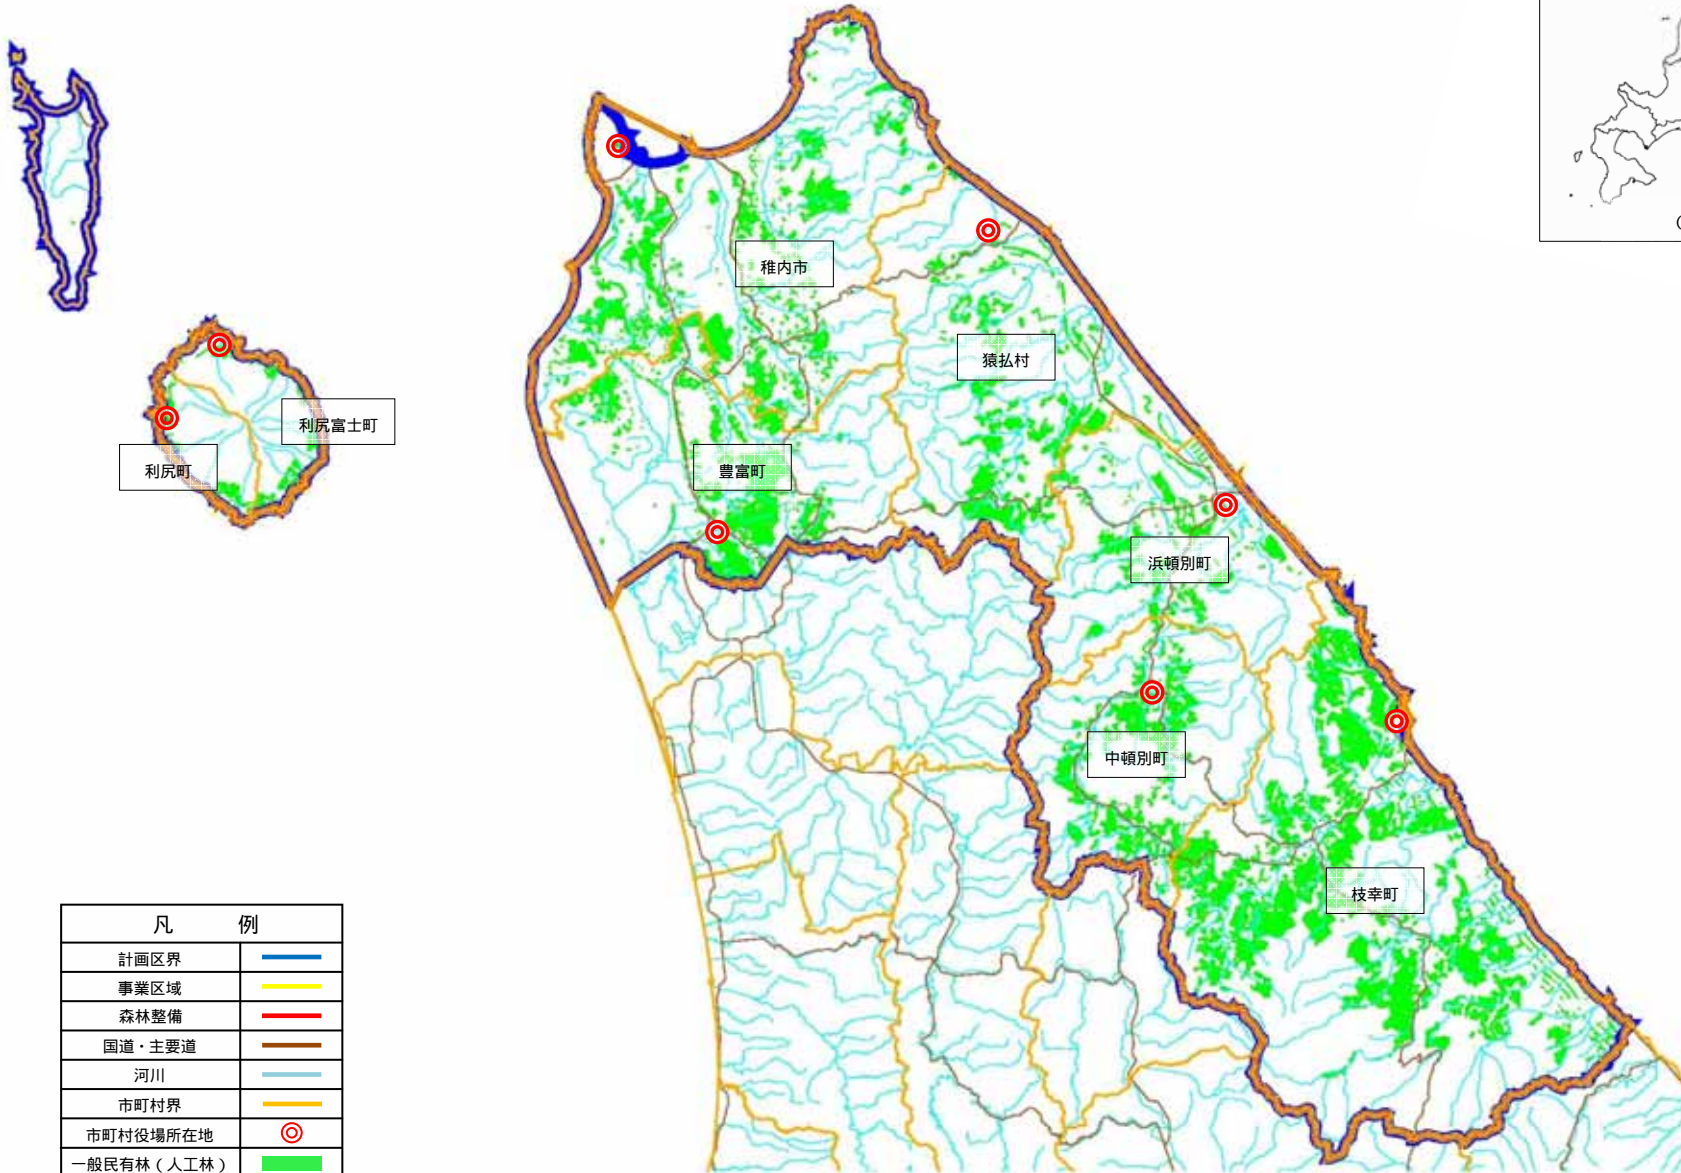 稚内市
猿払村
利尻富士町
利尻町
豊富町
浜頓別町
中頓別町
枝幸町
凡 例
計画区界
事業区域
森林整備
国道・主要道
河川
市町村界
市町村役場所在地
一般民有林(人工林)